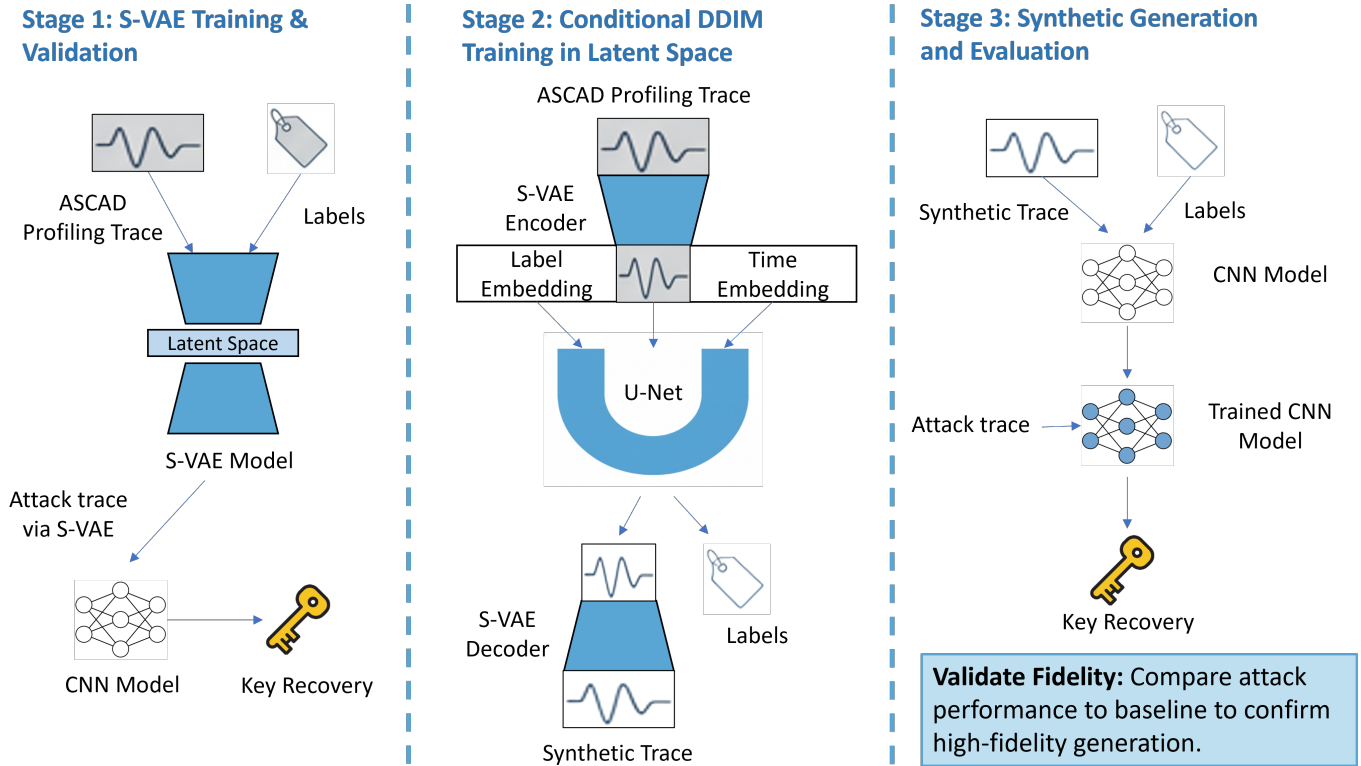 Stage 1: S-VAE Training &
Validation
ASCAD
Profiling Trace
Labels
Latent Space
S-VAE Model
Attack trace
via S-VAE
CNN Model
Key Recovery
Stage 2: Conditional DDIM
Training in Latent Space
ASCAD Profiling Trace
S-VAE
Encoder
Label
Embedding
Time
Embedding
U-Net
S-VAE
Decoder
Labels
Synthetic Trace
Stage 3: Synthetic Generation
and Evaluation
Synthetic Trace
Labels
CNN Model
Attack trace
Trained CNN
Model
Key Recovery
Validate Fidelity: Compare attack
performance to baseline to confirm
high-fidelity generation.